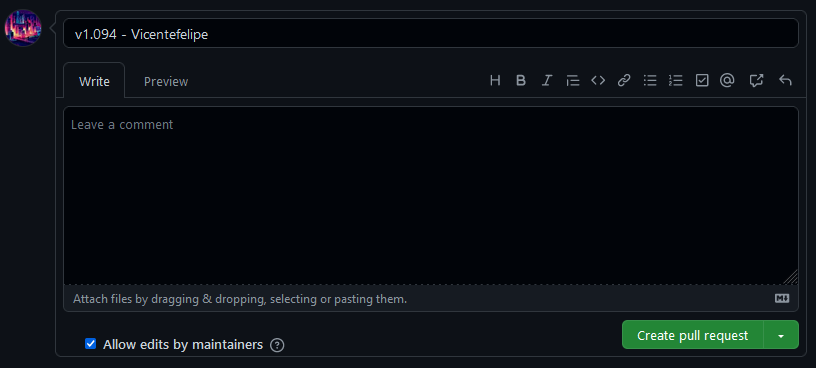 v1.094 - Vicentefelipe
Write Preview
Leave a comment
Attach files by dragging & dropping, selecting or pasting them.
Create pull request
Allow edits by maintainers